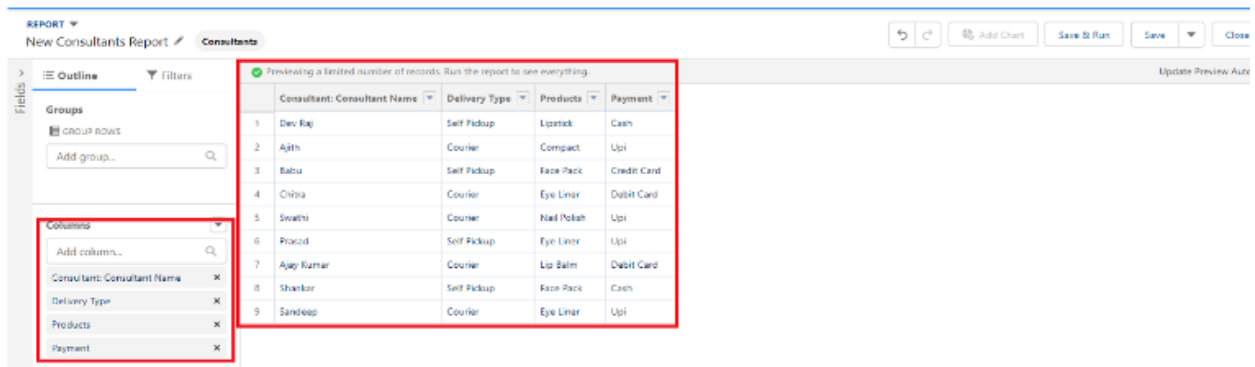 REPORT
New Consultants Report Consultants
Add Chart Save & Run Save Close
Fields
Outline Filters
Groups
GROUP ROWS
Add group...
Columns
Add column...
Consultant: Consultant Name
Delivery Type
Products
Payment
Previewing a limited number of records. Run the report to see everything.
Update Preview Auto
Consultant: Consultant Name Delivery Type Products Payment
1 Dev Raj Self Pickup Lipstick Cash
2 Ajith Courier Compact Upi
3 Babu Self Pickup Face Pack Credit Card
4 Chitra Courier Eye Liner Debit Card
5 Swathi Courier Nail Polish Upi
6 Prasad Self Pickup Eye Liner Upi
7 Ajay Kumar Courier Lip Balm Debit Card
8 Shankar Self Pickup Face Pack Cash
9 Sandeep Courier Eye Liner Upi